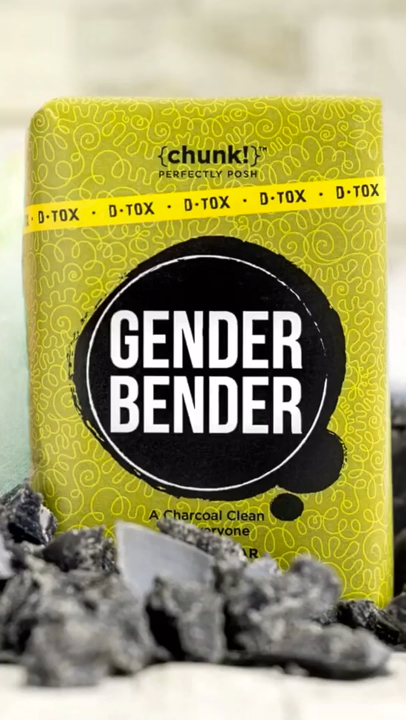 {chunk!}™
PERFECTLY POSH
D-TOX · D-TOX · D-TOX · D-TOX · D-TOX
GENDER
BENDER
A Charcoal Clean